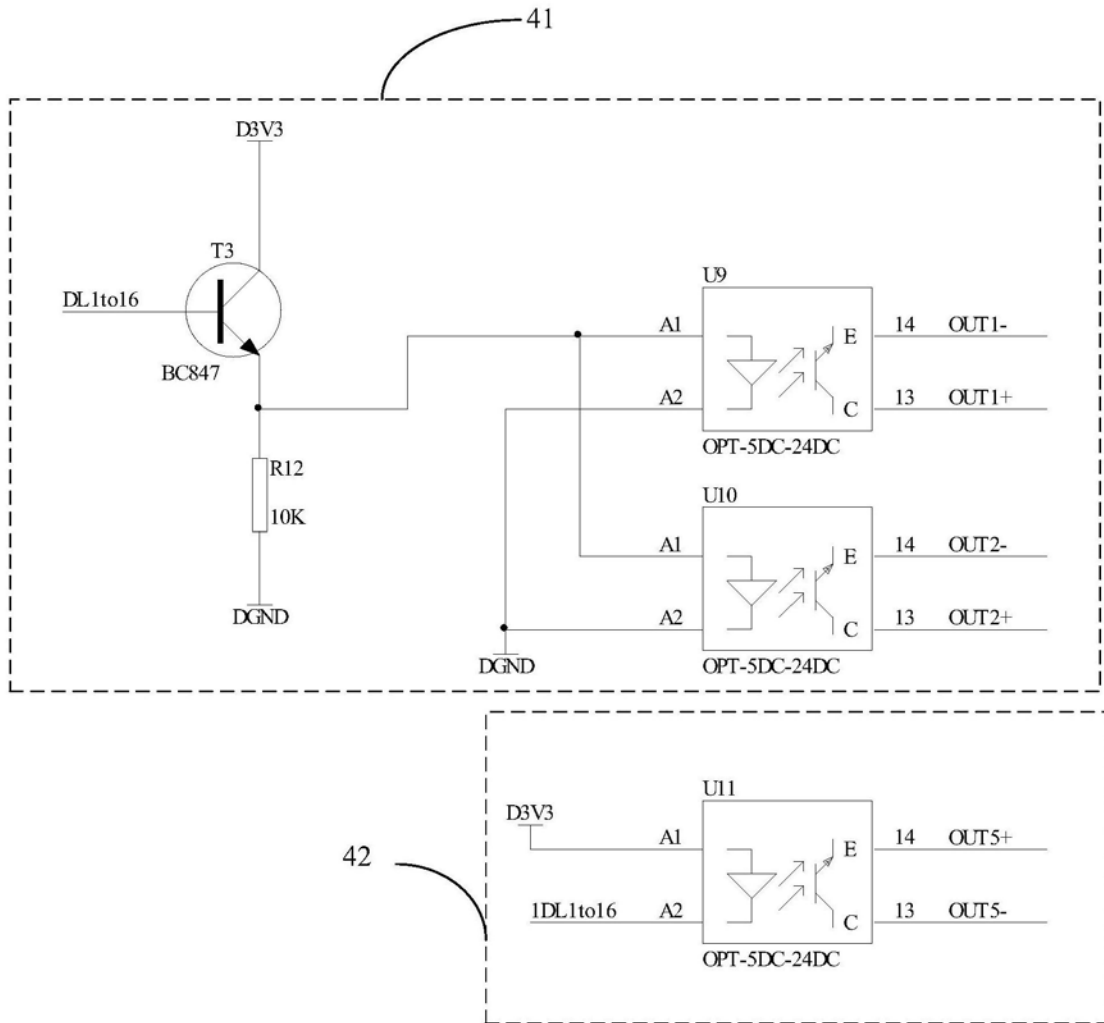 41
D3V3
T3
DL1to16
BC847
R12
10K
DGND
U9
A1
E
14 OUT1-
A2
C
13 OUT1+
OPT-5DC-24DC
U10
A1
E
14 OUT2-
A2
C
13 OUT2+
DGND
OPT-5DC-24DC
42
U11
D3V3
A1
E
14 OUT5+
1DL1to16
A2
C
13 OUT5-
OPT-5DC-24DC